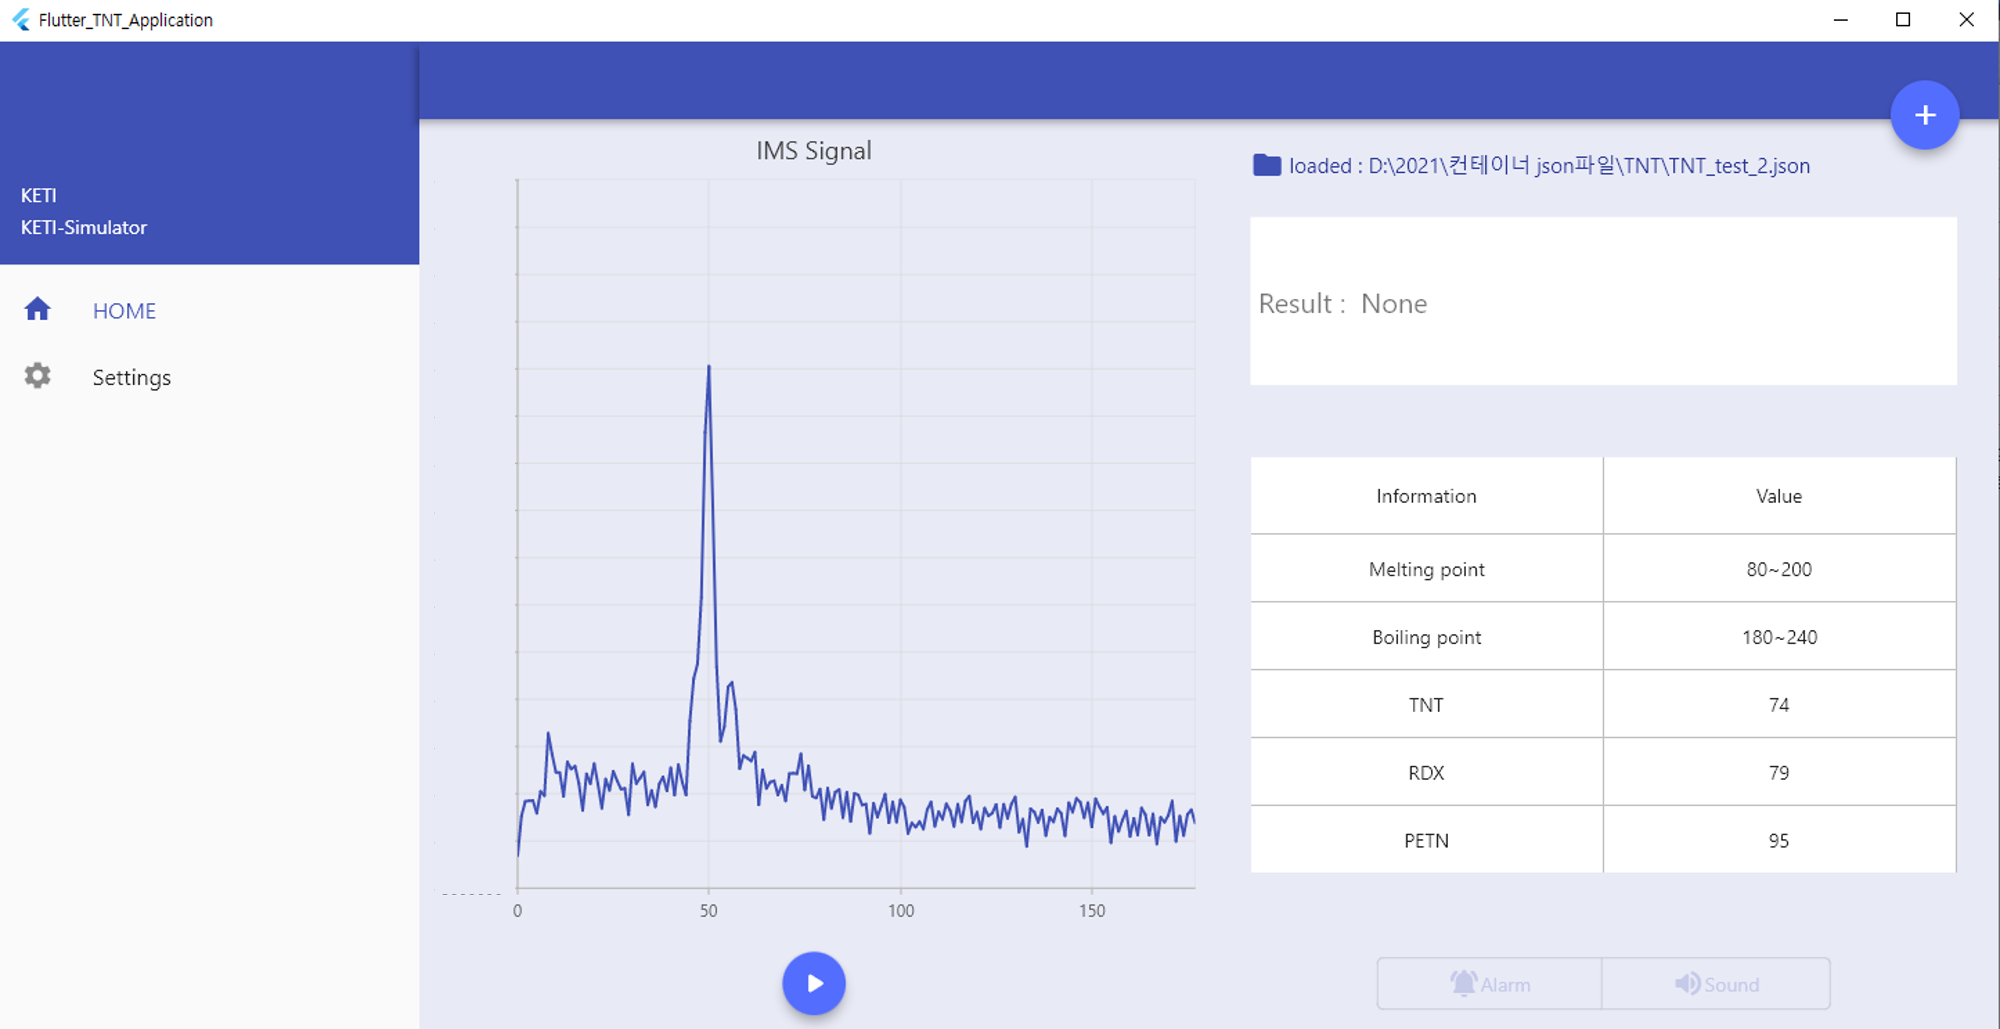 Flutter_TNT_Application
KETI
KETI-Simulator
HOME
Settings
IMS Signal
0 50 100 150
loaded : D:\2021\컨테이너 json파일\TNT\TNT_test_2.json
Result : None
Information Value
Melting point 80~200
Boiling point 180~240
TNT 74
RDX 79
PETN 95
Alarm Sound